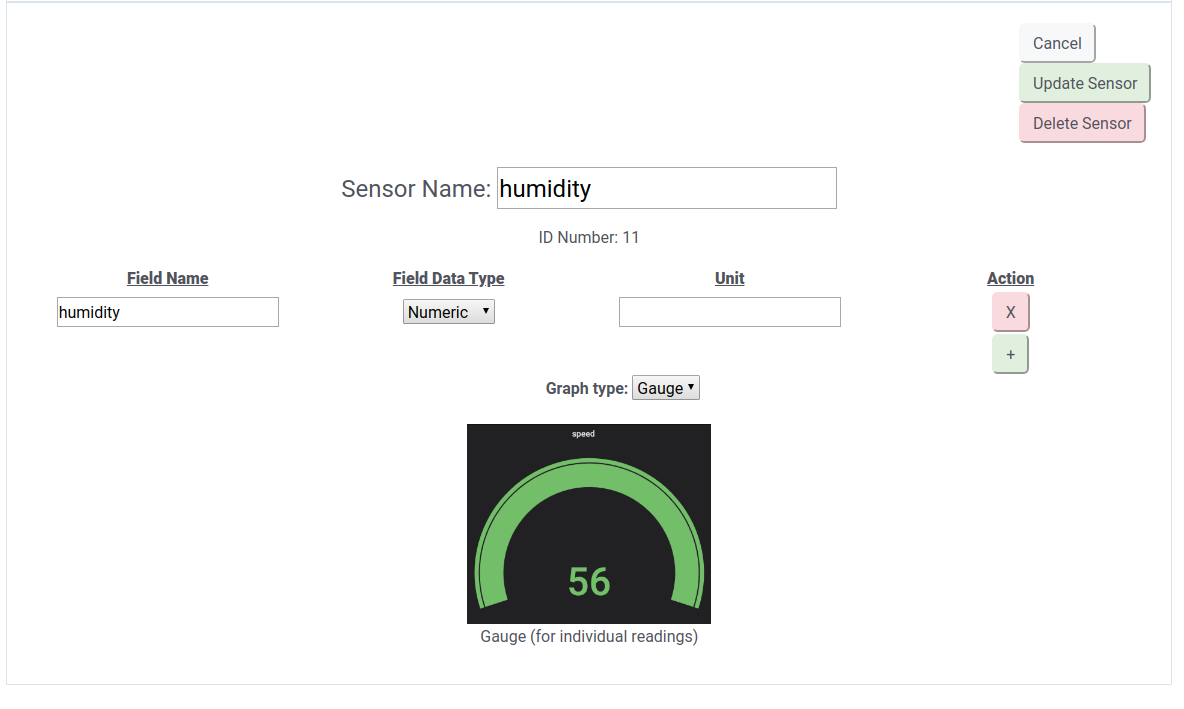 Cancel
Update Sensor
Delete Sensor
Sensor Name: humidity
ID Number: 11
Field Name Field Data Type Unit Action
humidity Numeric X
+
Graph type: Gauge
speed
56
Gauge (for individual readings)